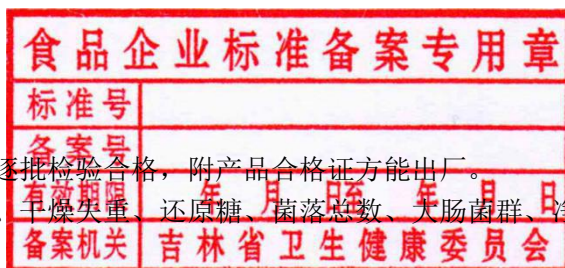 食品企业标准备案专用章
标准号
备案号
逐批检验合格，附产品合格证方能出厂。
有效期限 年 月 日至 年 月 日
干燥失重、还原糖、菌落总数、大肠菌群、净
备案机关 吉林省卫生健康委员会